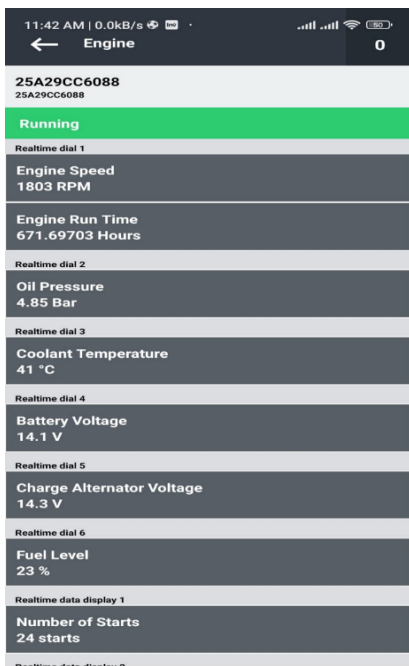 11:42 AM | 0.0kB/s
50
Engine
0
25A29CC6088
25A29CC6088
Running
Realtime dial 1
Engine Speed
1803 RPM
Engine Run Time
671.69703 Hours
Realtime dial 2
Oil Pressure
4.85 Bar
Realtime dial 3
Coolant Temperature
41 °C
Realtime dial 4
Battery Voltage
14.1 V
Realtime dial 5
Charge Alternator Voltage
14.3 V
Realtime dial 6
Fuel Level
23 %
Realtime data display 1
Number of Starts
24 starts